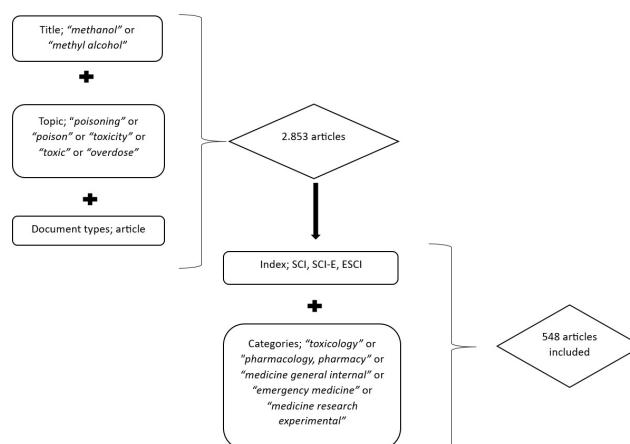 Title; “methanol” or
“methyl alcohol”
Topic; “poisoning” or
“poison” or “toxicity” or
“toxic” or “overdose”
Document types; article
2.853 articles
Index; SCI, SCI-E, ESCI
Categories; “toxicology” or
"pharmacology, pharmacy” or
“medicine general internal” or
“emergency medicine” or
“medicine research
experimental”
548 articles
included